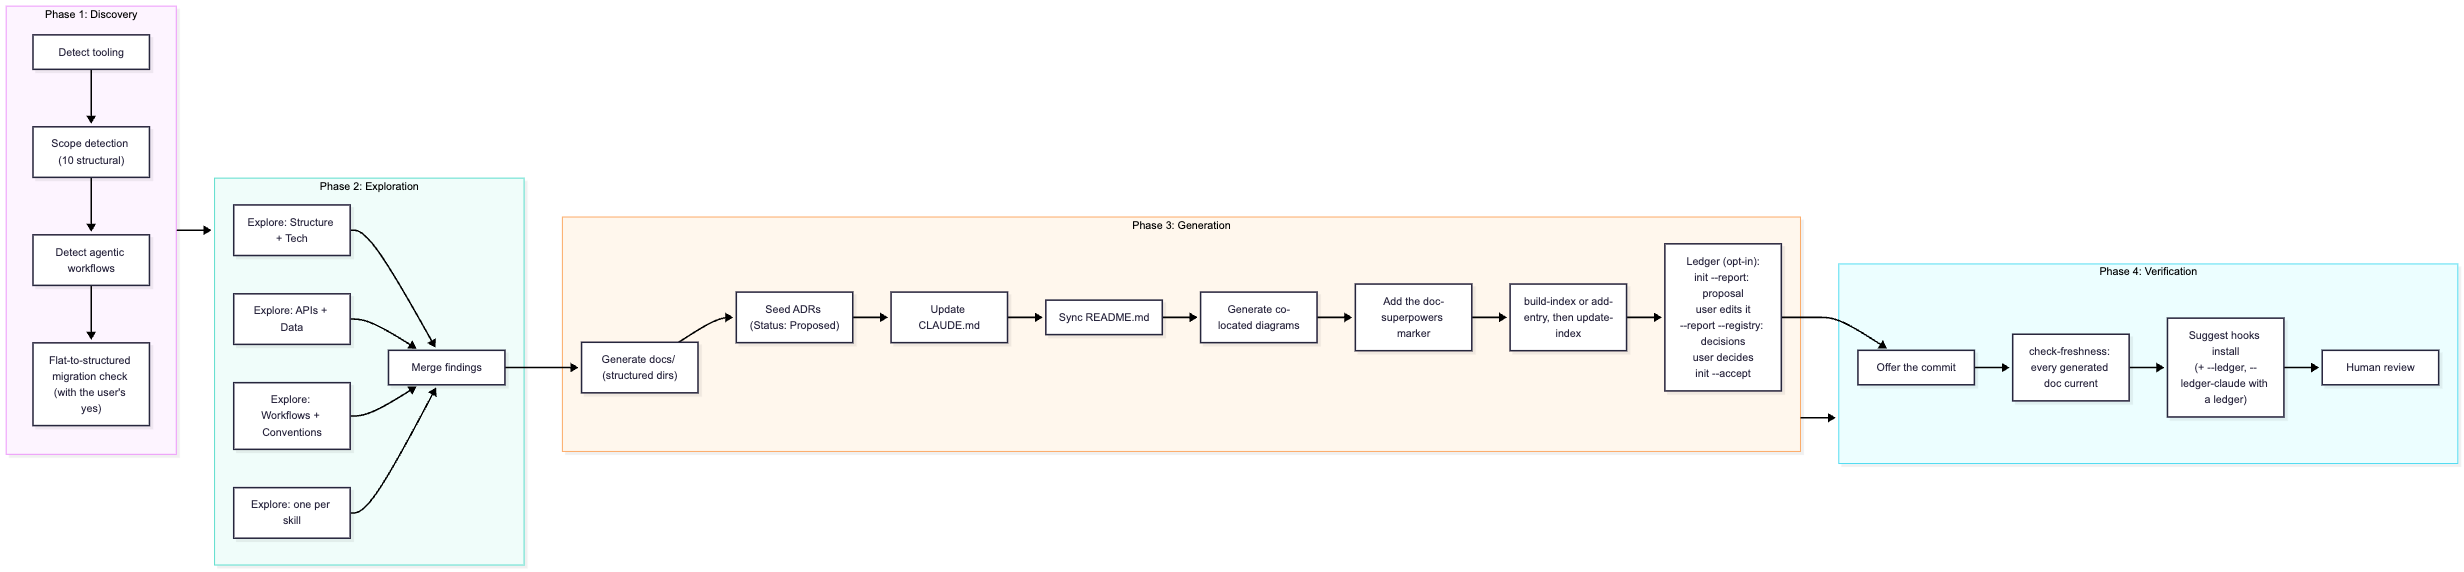 Phase 1: Discovery
Detect tooling
Scope detection
(10 structural)
Detect agentic
workflows
Flat-to-structured
migration check
(with the user's
yes)
Phase 2: Exploration
Explore: Structure
+ Tech
Explore: APIs +
Data
Explore:
Workflows +
Conventions
Explore: one per
skill
Merge findings
Phase 3: Generation
Generate docs/
(structured dirs)
Seed ADRs
(Status: Proposed)
Update
CLAUDE.md
Sync README.md
Generate co-
located diagrams
Add the doc-
superpowers
marker
build-index or add-
entry, then update-
index
Ledger (opt-in):
init --report:
proposal
user edits it
--report --registry:
decisions
user decides
init --accept
Phase 4: Verification
Offer the commit
check-freshness:
every generated
doc current
Suggest hooks
install
(+ --ledger, --
ledger-claude with
a ledger)
Human review